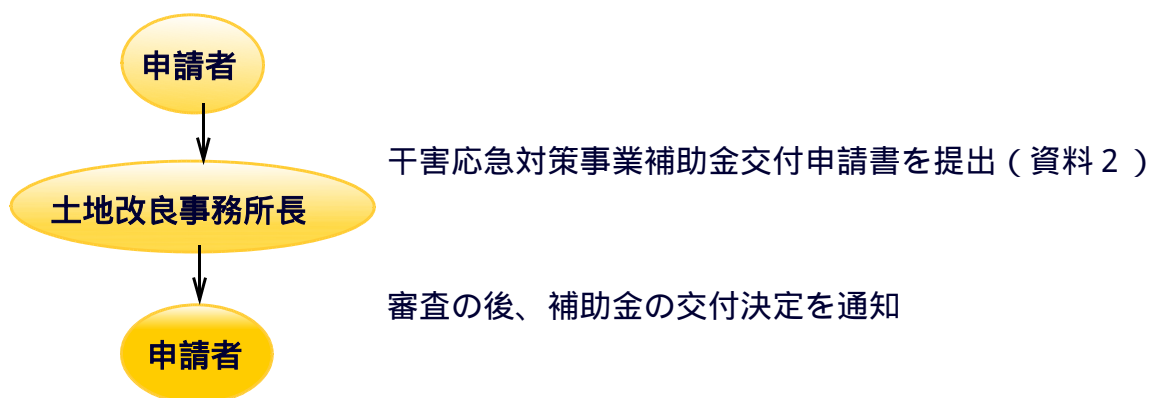 申請者
干害応急対策事業補助金交付申請書を提出（資料２）
土地改良事務所長
審査の後、補助金の交付決定を通知
申請者